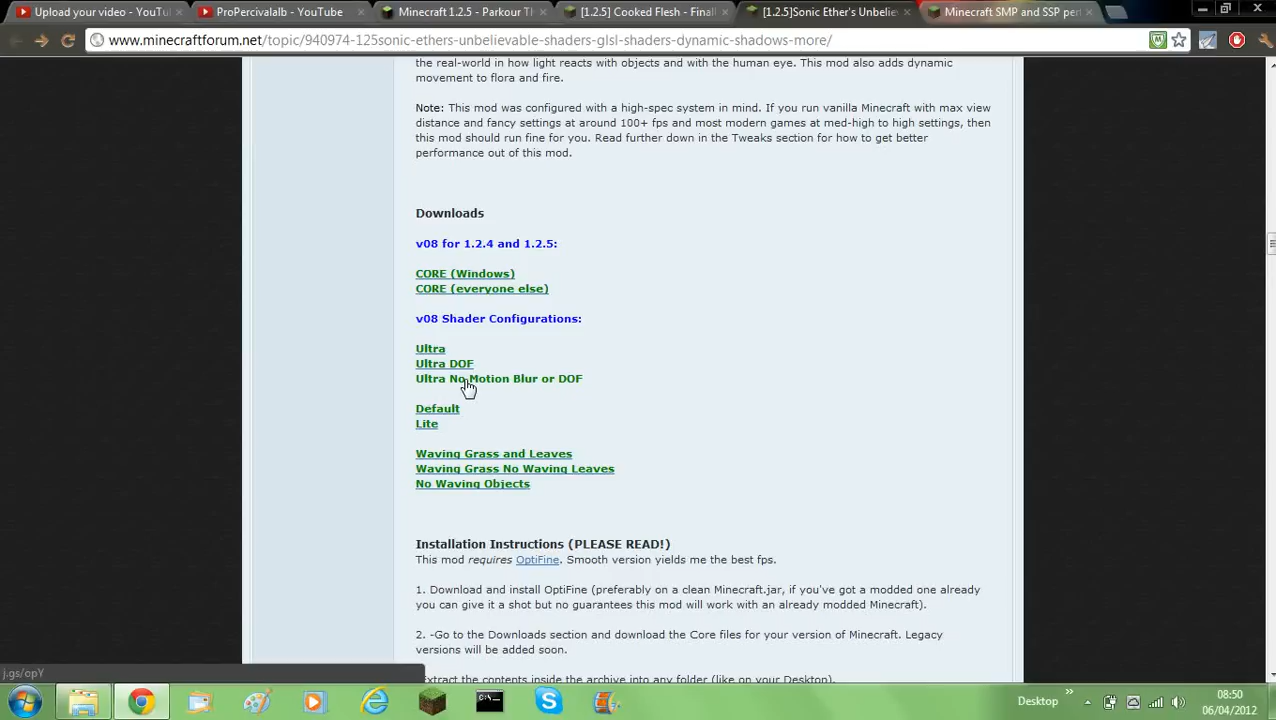 Upload your video - YouTu
ProPercivalalb - YouTube
Minecraft 1.2.5 - Parkour Th
[1.2.5] Cooked Flesh - Finall
[1.2.5]Sonic Ether's Unbeliev
Minecraft SMP and SSP pert
www.minecraftforum.net/topic/940974-125sonic-ethers-unbelievable-shaders-glsl-shaders-dynamic-shadows-more/
the real-world in how light reacts with objects and with the human eye. This mod also adds dynamic
movement to flora and fire.
Note: This mod was configured with a high-spec system in mind. If you run vanilla Minecraft with max view
distance and fancy settings at around 100+ fps and most modern games at med-high to high settings, then
this mod should run fine for you. Read further down in the Tweaks section for how to get better
performance out of this mod.
Downloads
v08 for 1.2.4 and 1.2.5:
CORE (Windows)
CORE (everyone else)
v08 Shader Configurations:
Ultra
Ultra DOF
Ultra No Motion Blur or DOF
Default
Lite
Waving Grass and Leaves
Waving Grass No Waving Leaves
No Waving Objects
Installation Instructions (PLEASE READ!)
This mod requires OptiFine. Smooth version yields me the best fps.
1. Download and install OptiFine (preferably on a clean Minecraft.jar, if you've got a modded one already
you can give it a shot but no guarantees this mod will work with an already modded Minecraft).
2. -Go to the Downloads section and download the Core files for your version of Minecraft. Legacy
versions will be added soon.
-Extract the contents inside the archive into any folder (like on your Desktop).
j.gs/opY
Desktop
08:50
06/04/2012